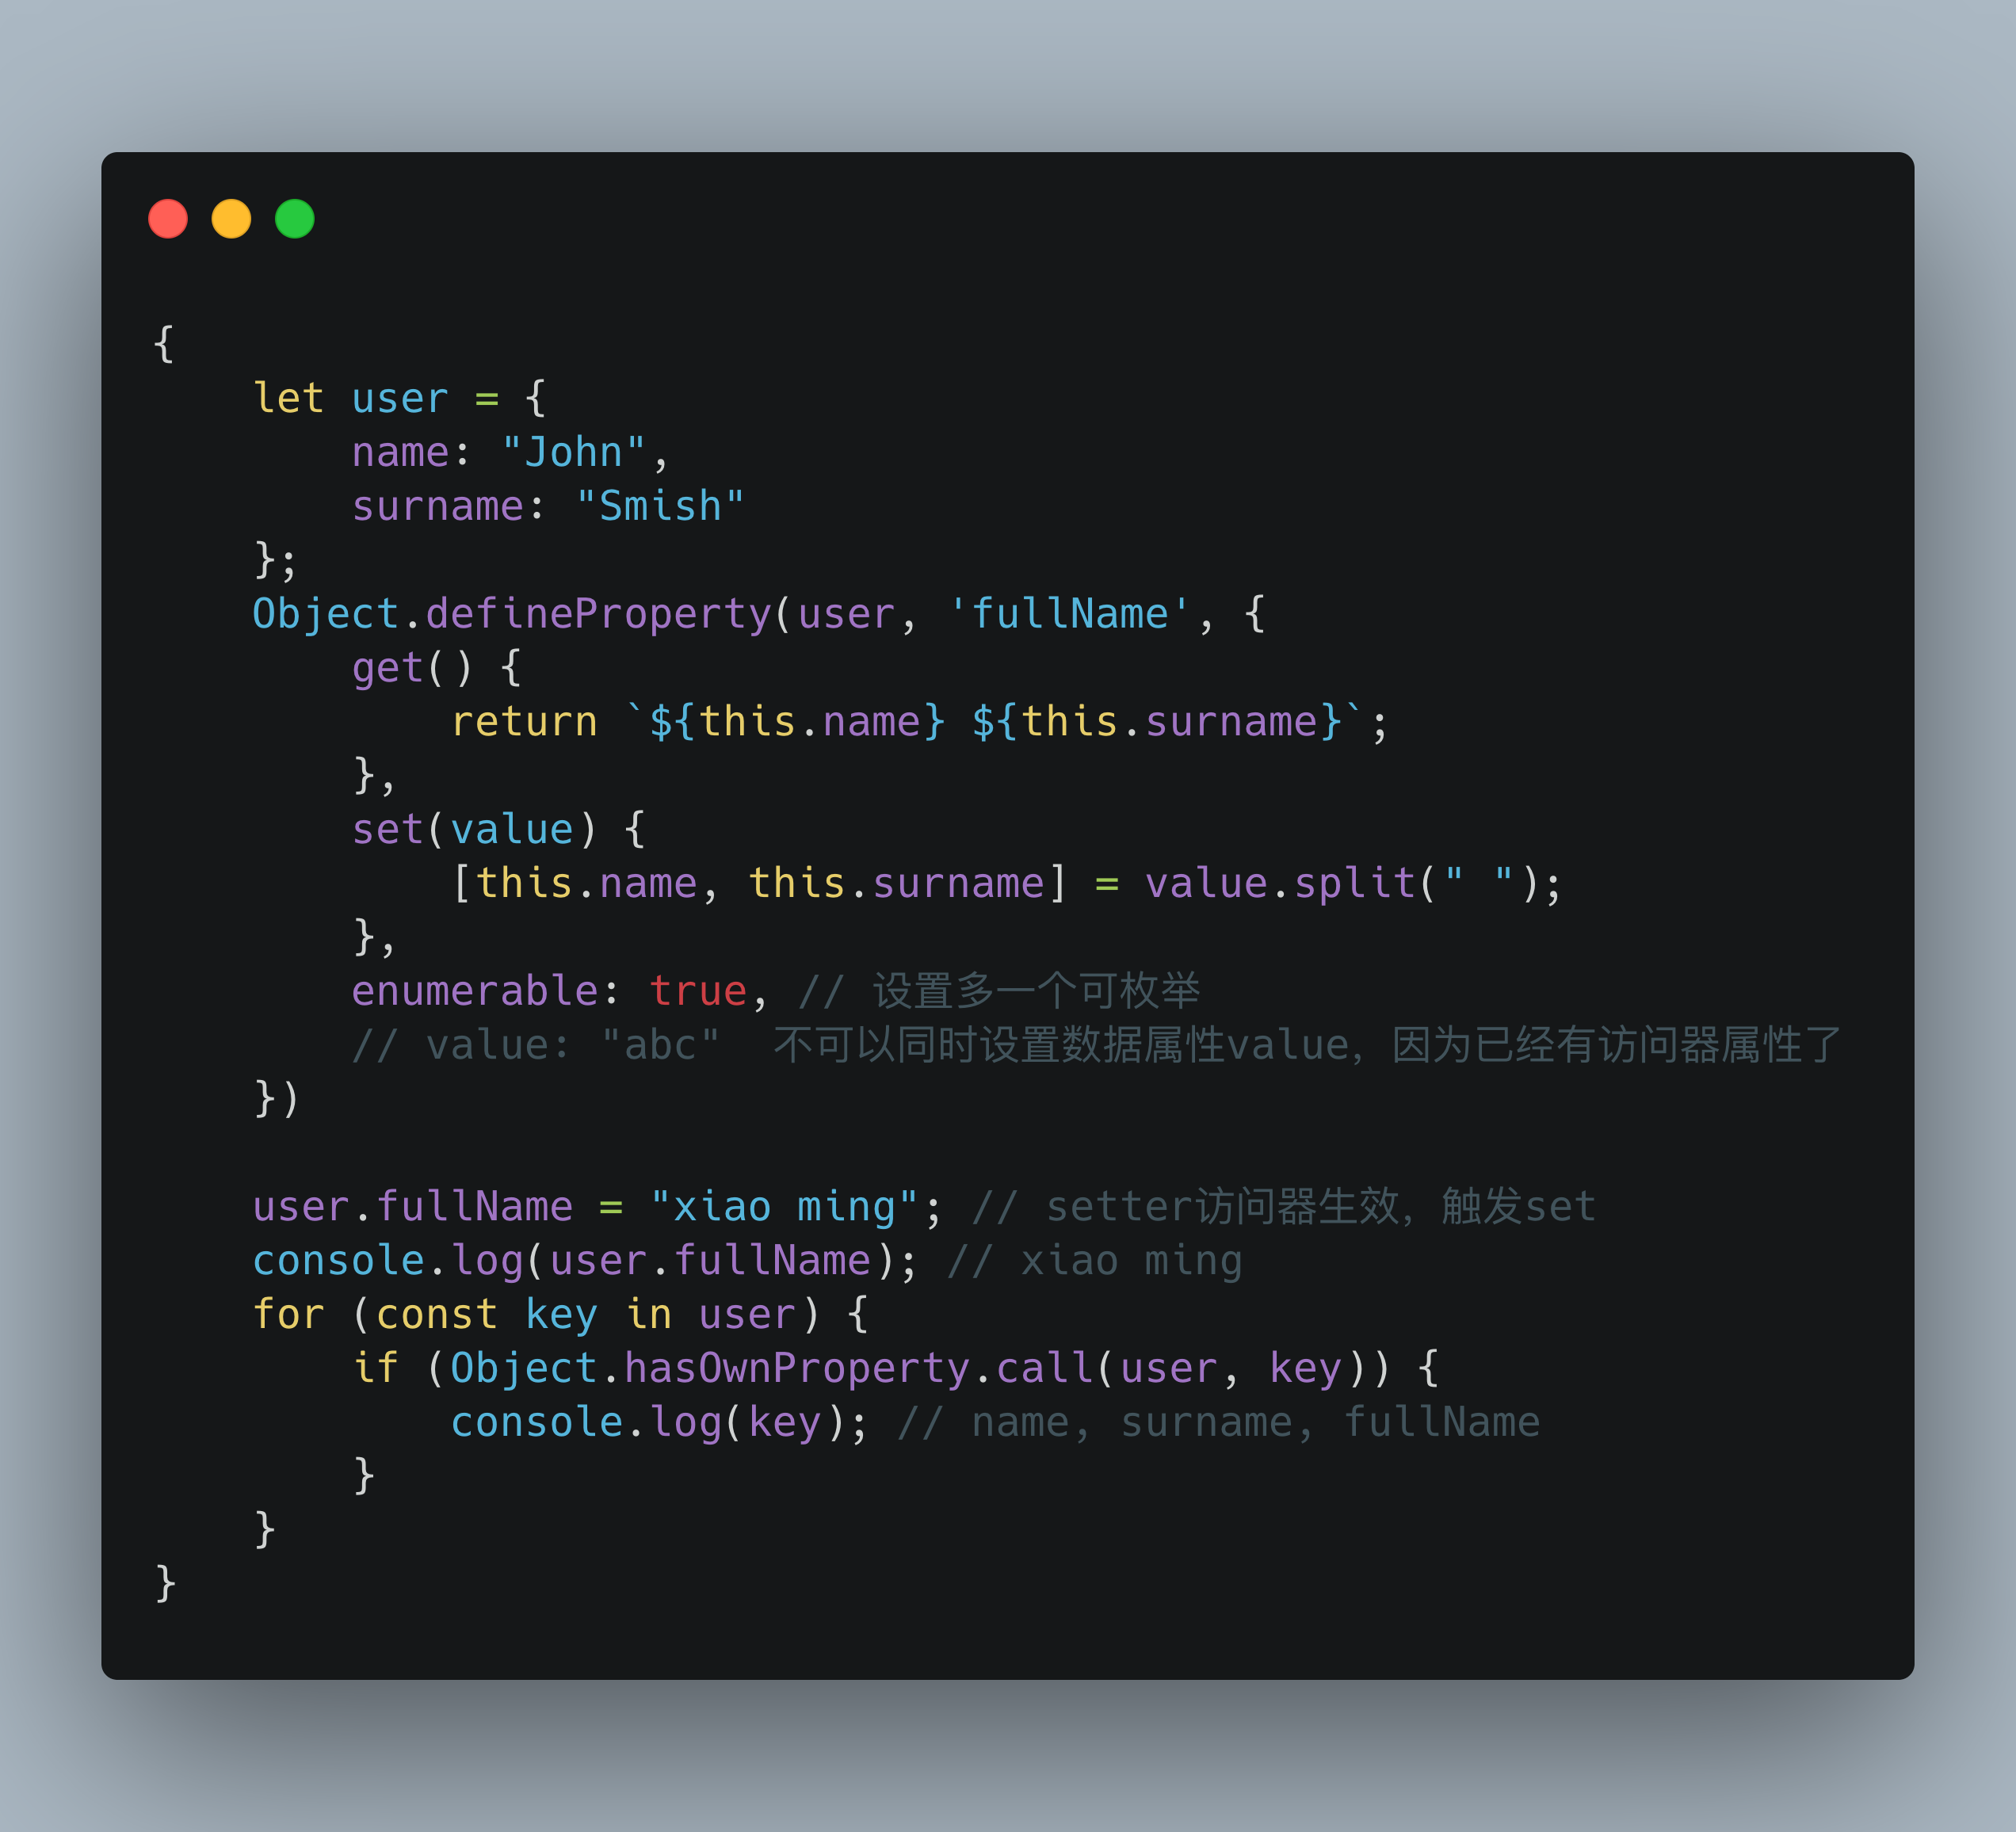 {
    let user = {
        name: "John",
        surname: "Smish"
    };
    Object.defineProperty(user, 'fullName', {
        get() {
            return `${this.name} ${this.surname}`;
        },
        set(value) {
            [this.name, this.surname] = value.split(" ");
        },
        enumerable: true, // 设置多一个可枚举
        // value: "abc"  不可以同时设置数据属性value，因为已经有访问器属性了
    })

    user.fullName = "xiao ming"; // setter访问器生效，触发set
    console.log(user.fullName); // xiao ming
    for (const key in user) {
        if (Object.hasOwnProperty.call(user, key)) {
            console.log(key); // name, surname, fullName
        }
    }
}